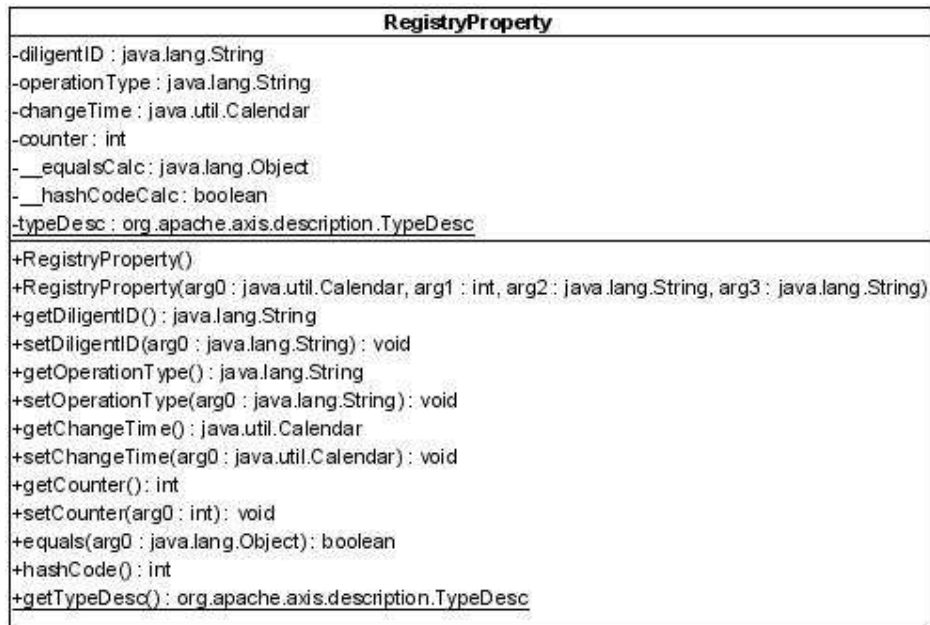 RegistryProperty
-diligentID : java.lang.String
-operationType : java.lang.String
-changeTime : java.util.Calendar
-counter : int
-__equalsCalc : java.lang.Object
-__hashCodeCalc : boolean
-typeDesc : org.apache.axis.description.TypeDesc
+RegistryProperty()
+RegistryProperty(arg0 : java.util.Calendar, arg1 : int, arg2 : java.lang.String, arg3 : java.lang.String)
+getDiligentID() : java.lang.String
+setDiligentID(arg0 : java.lang.String) : void
+getOperationType() : java.lang.String
+setOperationType(arg0 : java.lang.String) : void
+getChangeTime() : java.util.Calendar
+setChangeTime(arg0 : java.util.Calendar) : void
+getCounter() : int
+setCounter(arg0 : int) : void
+equals(arg0 : java.lang.Object) : boolean
+hashCode() : int
+getTypeDesc() : org.apache.axis.description.TypeDesc